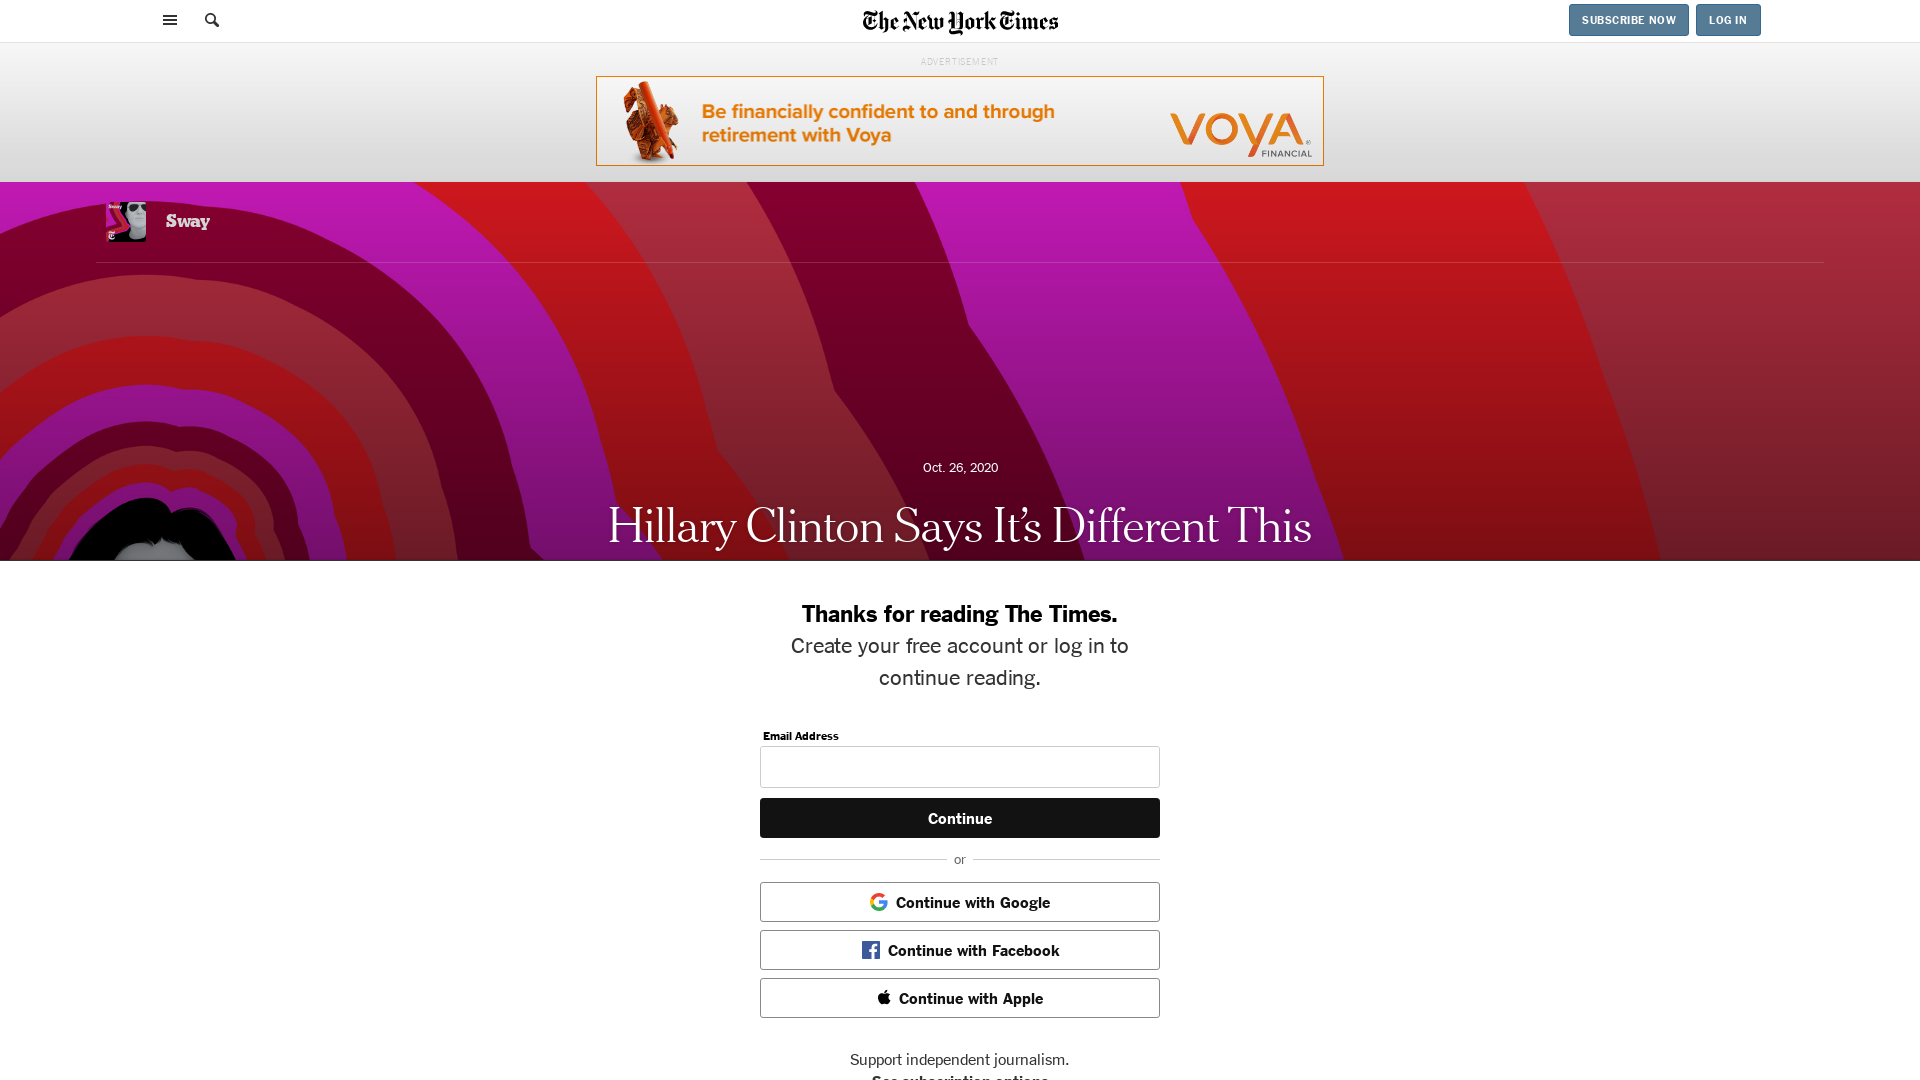 The New York Times
SUBSCRIBE NOW
LOG IN
ADVERTISEMENT
Be financially confident to and through
retirement with Voya
VOYA
FINANCIAL
Sway
Oct. 26, 2020
Hillary Clinton Says It's Different This
Thanks for reading The Times.
Create your free account or log in to
continue reading.
Email Address
Continue
or
Continue with Google
Continue with Facebook
Continue with Apple
Support independent journalism.
See subscription options